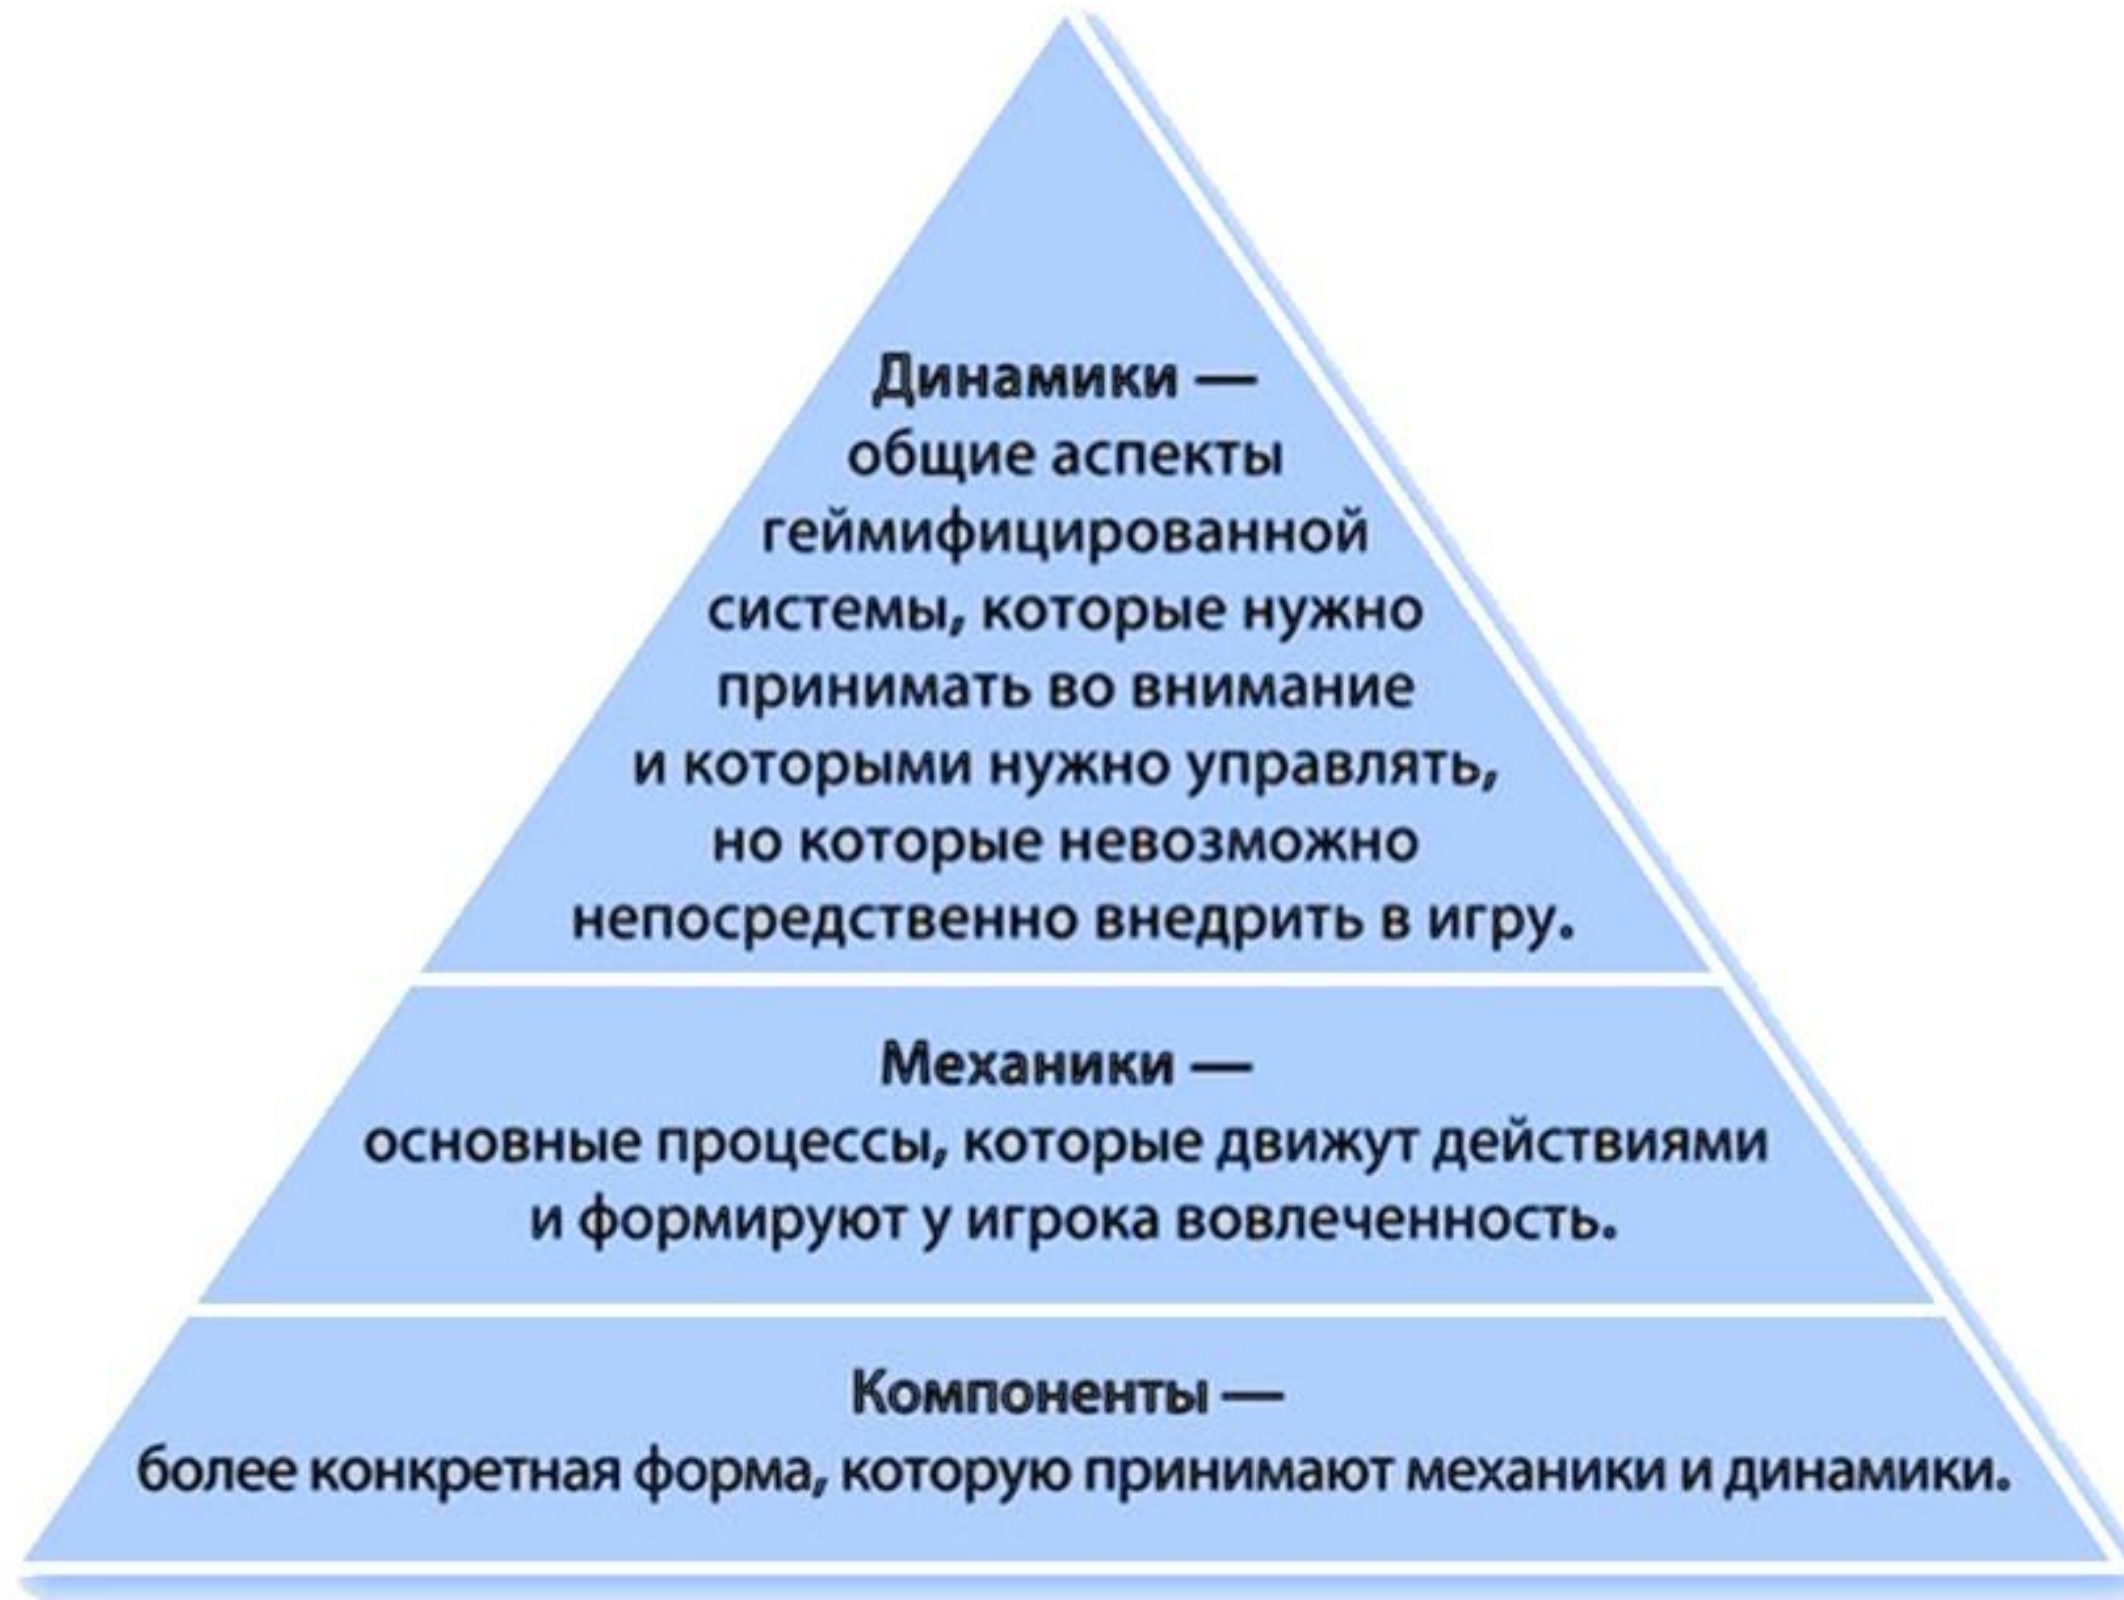 Динамики —
общие аспекты
геймифицированной
системы, которые нужно
принимать во внимание
и которыми нужно управлять,
но которые невозможно
непосредственно внедрить в игру.
Механики —
основные процессы, которые движут действиями
и формируют у игрока вовлеченность.
Компоненты —
более конкретная форма, которую принимают механики и динамики.